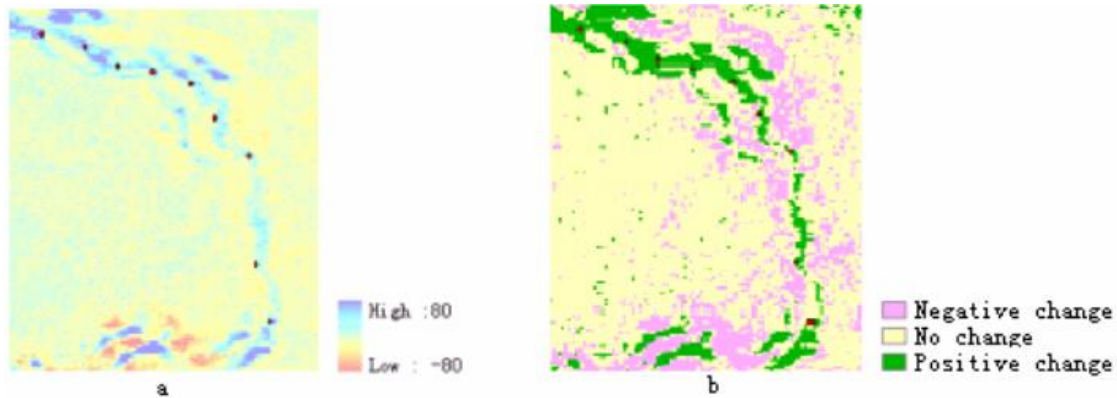 High :80
Low : -80
a
Negative change
No change
Positive change
b